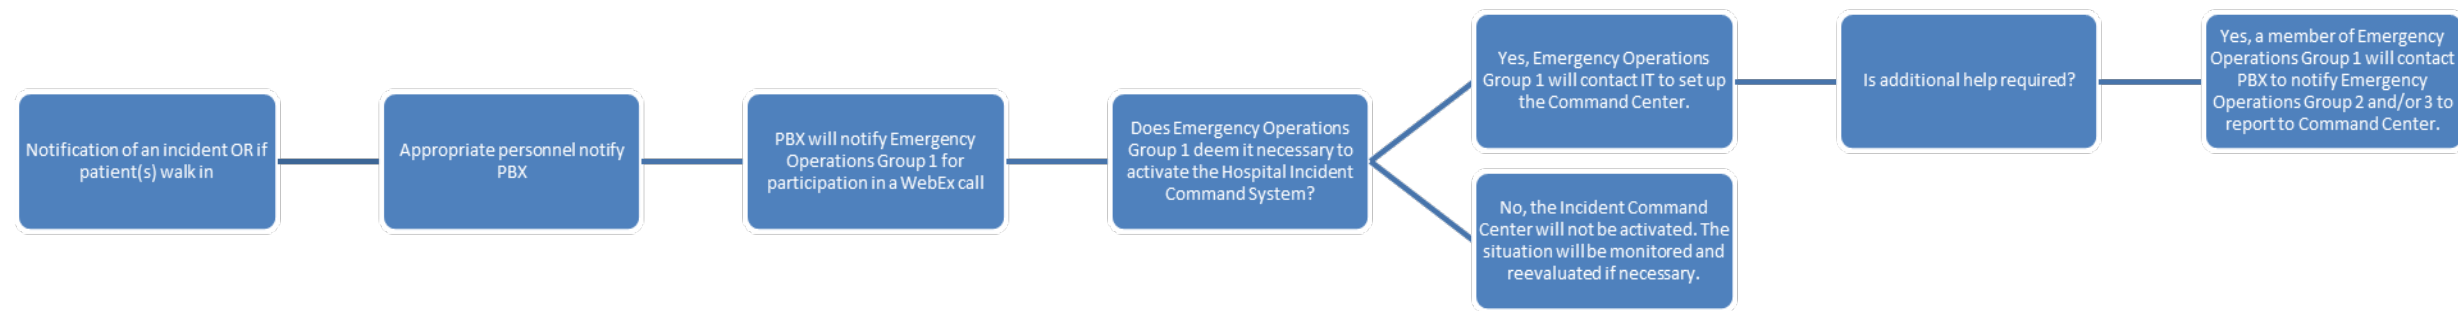 Notification of an incident OR if
patient(s) walk in
Appropriate personnel notify
PBX
PBX will notify Emergency
Operations Group 1 for
participation in a WebEx call
Does Emergency Operations
Group 1 deem it necessary to
activate the Hospital Incident
Command System?
Yes, Emergency Operations
Group 1 will contact IT to set up
the Command Center.
No, the Incident Command
Center will not be activated. The
situation will be monitored and
reevaluated if necessary.
Is additional help required?
Yes, a member of Emergency
Operations Group 1 will contact
PBX to notify Emergency
Operations Group 2 and/or 3 to
report to Command Center.